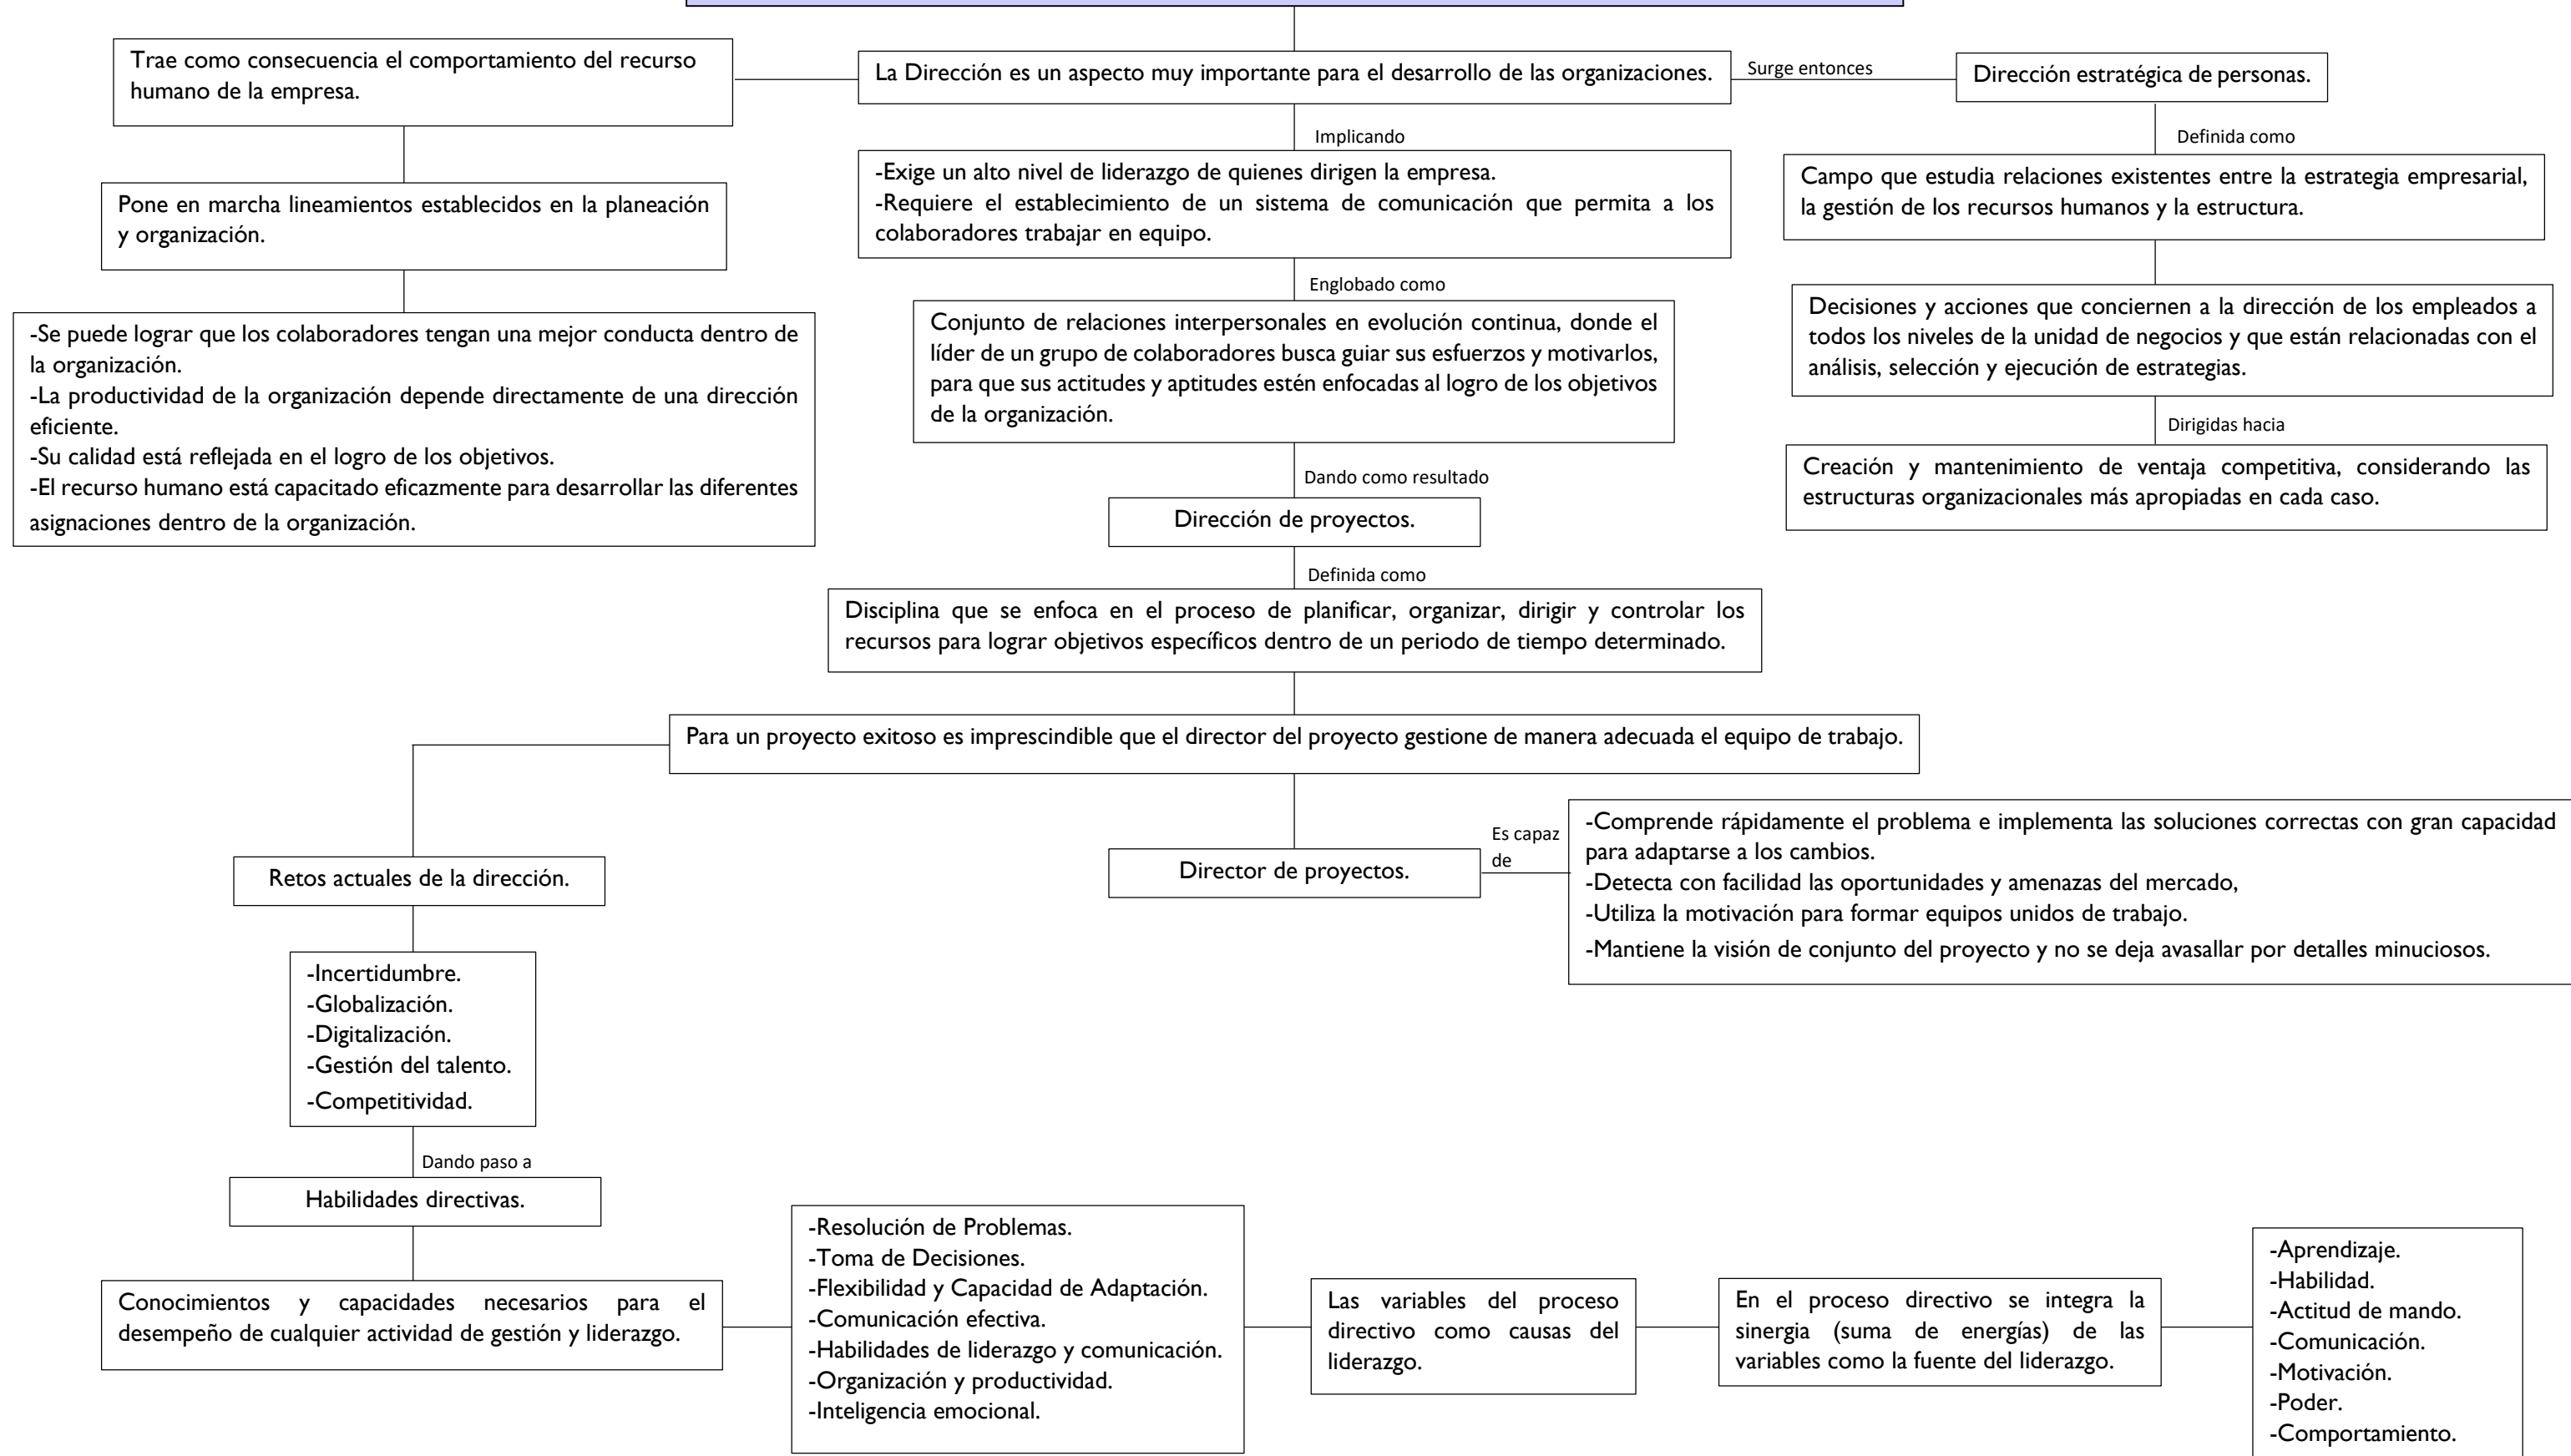 Trae como consecuencia el comportamiento del recurso
humano de la empresa.
La Dirección es un aspecto muy importante para el desarrollo de las organizaciones.
Surge entonces
Dirección estratégica de personas.
Pone en marcha lineamientos establecidos en la planeación
y organización.
-Se puede lograr que los colaboradores tengan una mejor conducta dentro de
la organización.
-La productividad de la organización depende directamente de una dirección
eficiente.
-Su calidad está reflejada en el logro de los objetivos.
-El recurso humano está capacitado eficazmente para desarrollar las diferentes
asignaciones dentro de la organización.
Implicando
-Exige un alto nivel de liderazgo de quienes dirigen la empresa.
-Requiere el establecimiento de un sistema de comunicación que permita a los
colaboradores trabajar en equipo.
Englobado como
Conjunto de relaciones interpersonales en evolución continua, donde el
líder de un grupo de colaboradores busca guiar sus esfuerzos y motivarlos,
para que sus actitudes y aptitudes estén enfocadas al logro de los objetivos
de la organización.
Dando como resultado
Dirección de proyectos.
Definida como
Disciplina que se enfoca en el proceso de planificar, organizar, dirigir y controlar los
recursos para lograr objetivos específicos dentro de un periodo de tiempo determinado.
Definida como
Campo que estudia relaciones existentes entre la estrategia empresarial,
la gestión de los recursos humanos y la estructura.
Decisiones y acciones que conciernen a la dirección de los empleados a
todos los niveles de la unidad de negocios y que están relacionadas con el
análisis, selección y ejecución de estrategias.
Dirigidas hacia
Creación y mantenimiento de ventaja competitiva, considerando las
estructuras organizacionales más apropiadas en cada caso.
Para un proyecto exitoso es imprescindible que el director del proyecto gestione de manera adecuada el equipo de trabajo.
Director de proyectos.
Es capaz
de
-Comprende rápidamente el problema e implementa las soluciones correctas con gran capacidad
para adaptarse a los cambios.
-Detecta con facilidad las oportunidades y amenazas del mercado,
-Utiliza la motivación para formar equipos unidos de trabajo.
-Mantiene la visión de conjunto del proyecto y no se deja avasallar por detalles minuciosos.
Retos actuales de la dirección.
-Incertidumbre.
-Globalización.
-Digitalización.
-Gestión del talento.
-Competitividad.
Dando paso a
Habilidades directivas.
Conocimientos y capacidades necesarios para el
desempeño de cualquier actividad de gestión y liderazgo.
-Resolución de Problemas.
-Toma de Decisiones.
-Flexibilidad y Capacidad de Adaptación.
-Comunicación efectiva.
-Habilidades de liderazgo y comunicación.
-Organización y productividad.
-Inteligencia emocional.
Las variables del proceso
directivo como causas del
liderazgo.
En el proceso directivo se integra la
sinergia (suma de energías) de las
variables como la fuente del liderazgo.
-Aprendizaje.
-Habilidad.
-Actitud de mando.
-Comunicación.
-Motivación.
-Poder.
-Comportamiento.